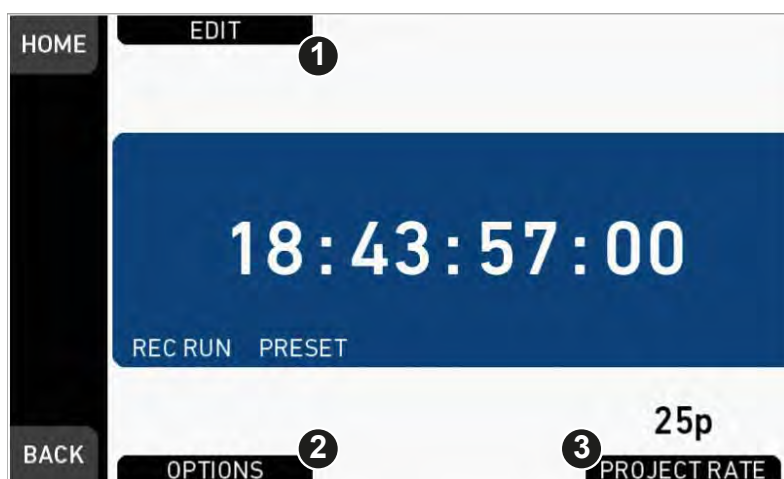 HOME
EDIT
1
18:43:57:00
REC RUN PRESET
25p
BACK
2
3
OPTIONS
PROJECT RATE